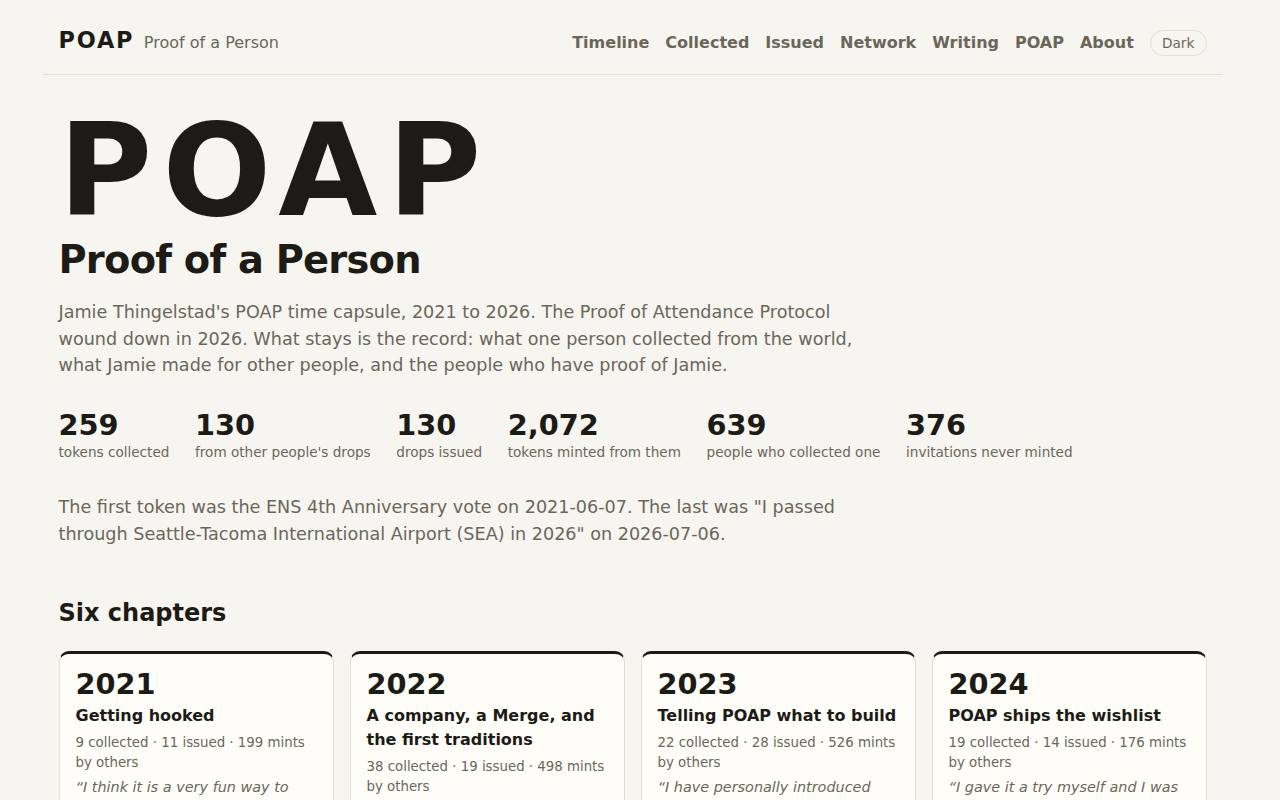 POAP Proof of a Person
Timeline Collected Issued Network Writing POAP About Dark
POAP
Proof of a Person
Jamie Thingelstad's POAP time capsule, 2021 to 2026. The Proof of Attendance Protocol
wound down in 2026. What stays is the record: what one person collected from the world,
what Jamie made for other people, and the people who have proof of Jamie.
259
tokens collected
130
from other people's drops
130
drops issued
2,072
tokens minted from them
639
people who collected one
376
invitations never minted
The first token was the ENS 4th Anniversary vote on 2021-06-07. The last was "I passed
through Seattle-Tacoma International Airport (SEA) in 2026" on 2026-07-06.
Six chapters
2021
Getting hooked
9 collected · 11 issued · 199 mints
by others
“I think it is a very fun way to
2022
A company, a Merge, and
the first traditions
38 collected · 19 issued · 498 mints
by others
2023
Telling POAP what to build
22 collected · 28 issued · 526 mints
by others
“I have personally introduced
2024
POAP ships the wishlist
19 collected · 14 issued · 176 mints
by others
“I gave it a try myself and I was